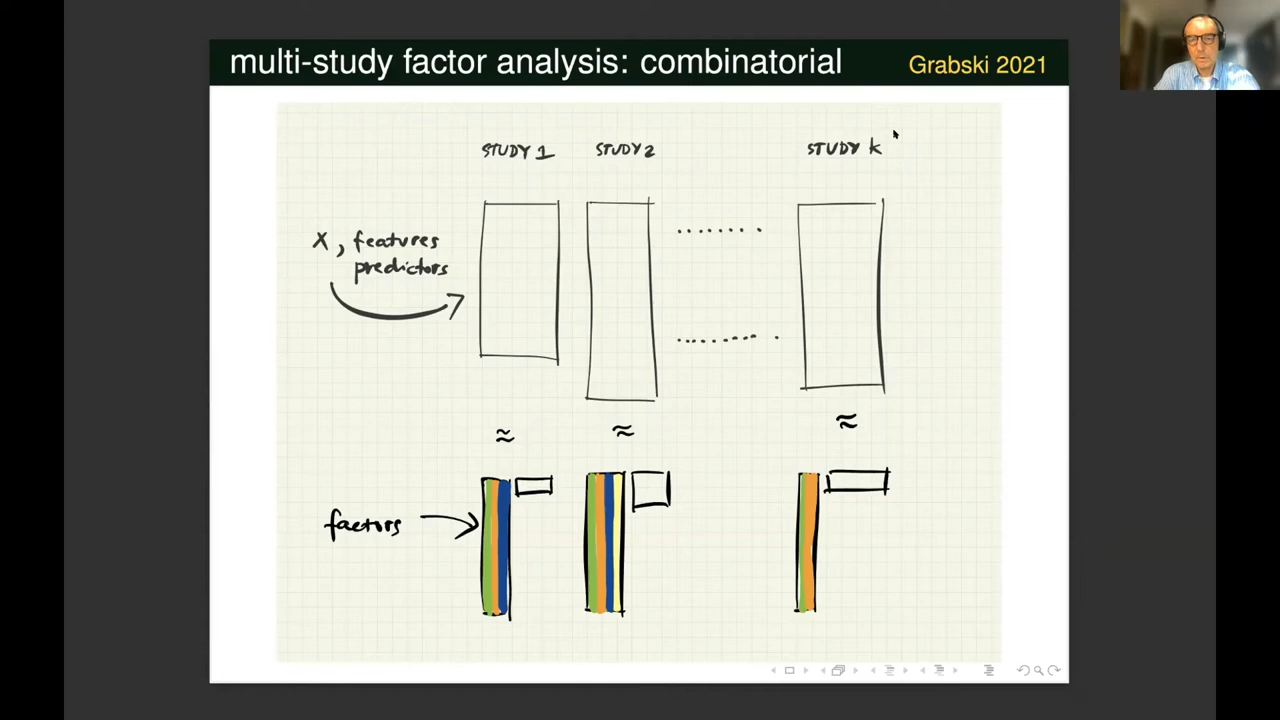 multi-study factor analysis: combinatorial
Grabski 2021
STUDY 1
STUDY 2
STUDY k
X, features
predictors
≈
≈
≈
factors